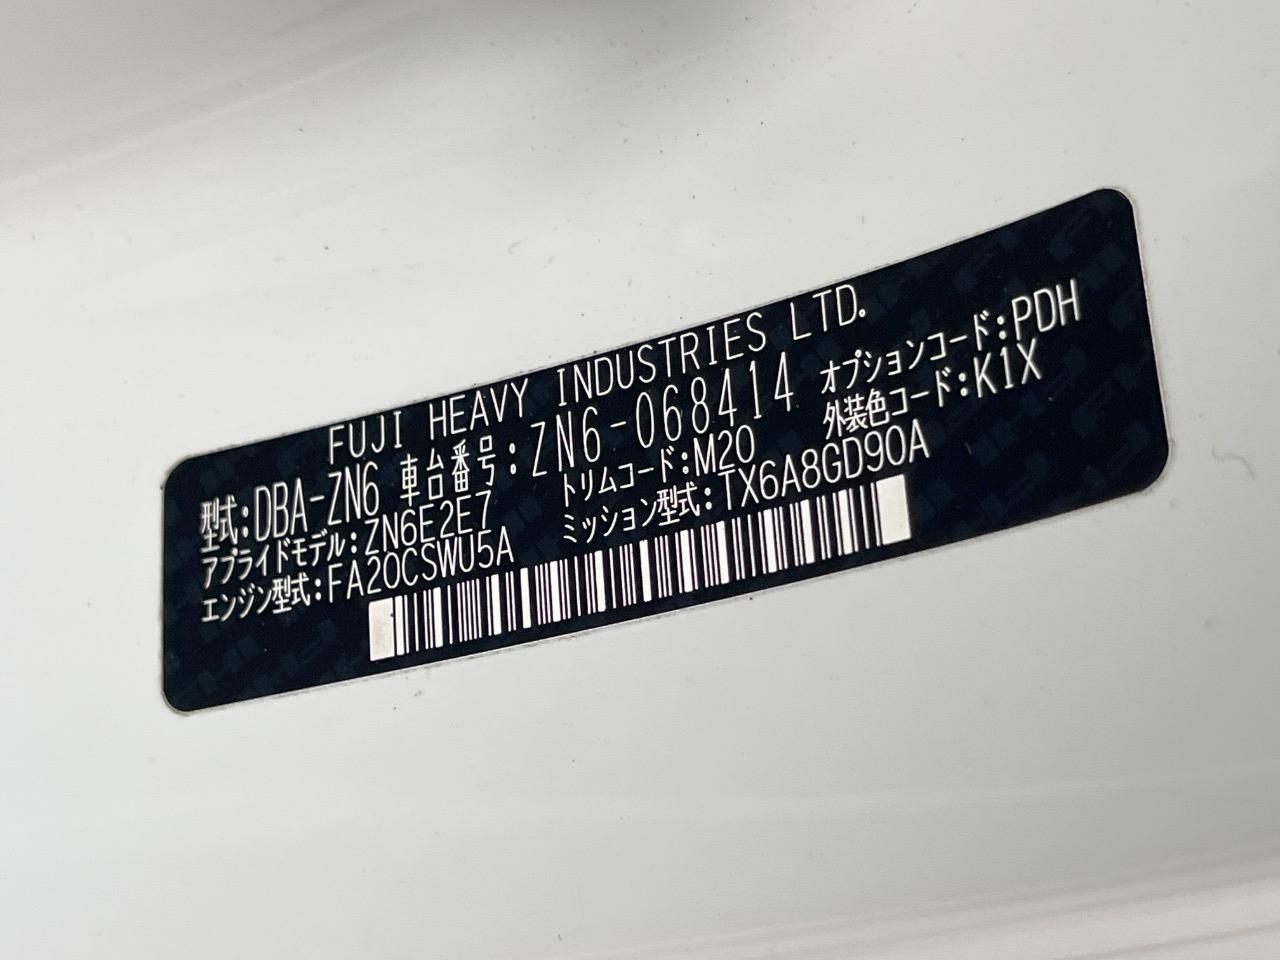 FUJI HEAVY INDUSTRIES LTD.
型式:DBA-ZN6 車台番号:ZN6-068414 オプションコード:PDH
アプライドモデル:ZN6E2E7 トリムコード:M20 外装色コード:K1X
エンジン型式:FA20CSWU5A ミッション型式:TX6A8GD90A